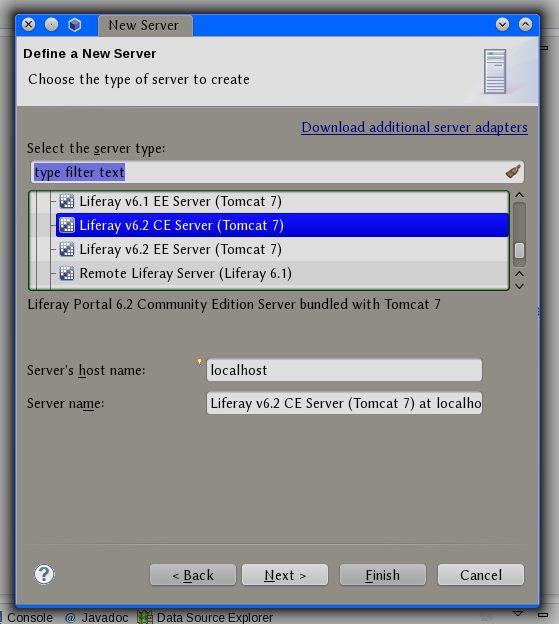 New Server
Define a New Server
Choose the type of server to create
Download additional server adapters
Select the server type:
type filter text
Liferay v6.1 EE Server (Tomcat 7)
Liferay v6.2 CE Server (Tomcat 7)
Liferay v6.2 EE Server (Tomcat 7)
Remote Liferay Server (Liferay 6.1)
Liferay Portal 6.2 Community Edition Server bundled with Tomcat 7
Server's host name: localhost
Server name: Liferay v6.2 CE Server (Tomcat 7) at localho
? < Back Next > Finish Cancel
Console @ Javadoc Data Source Explorer